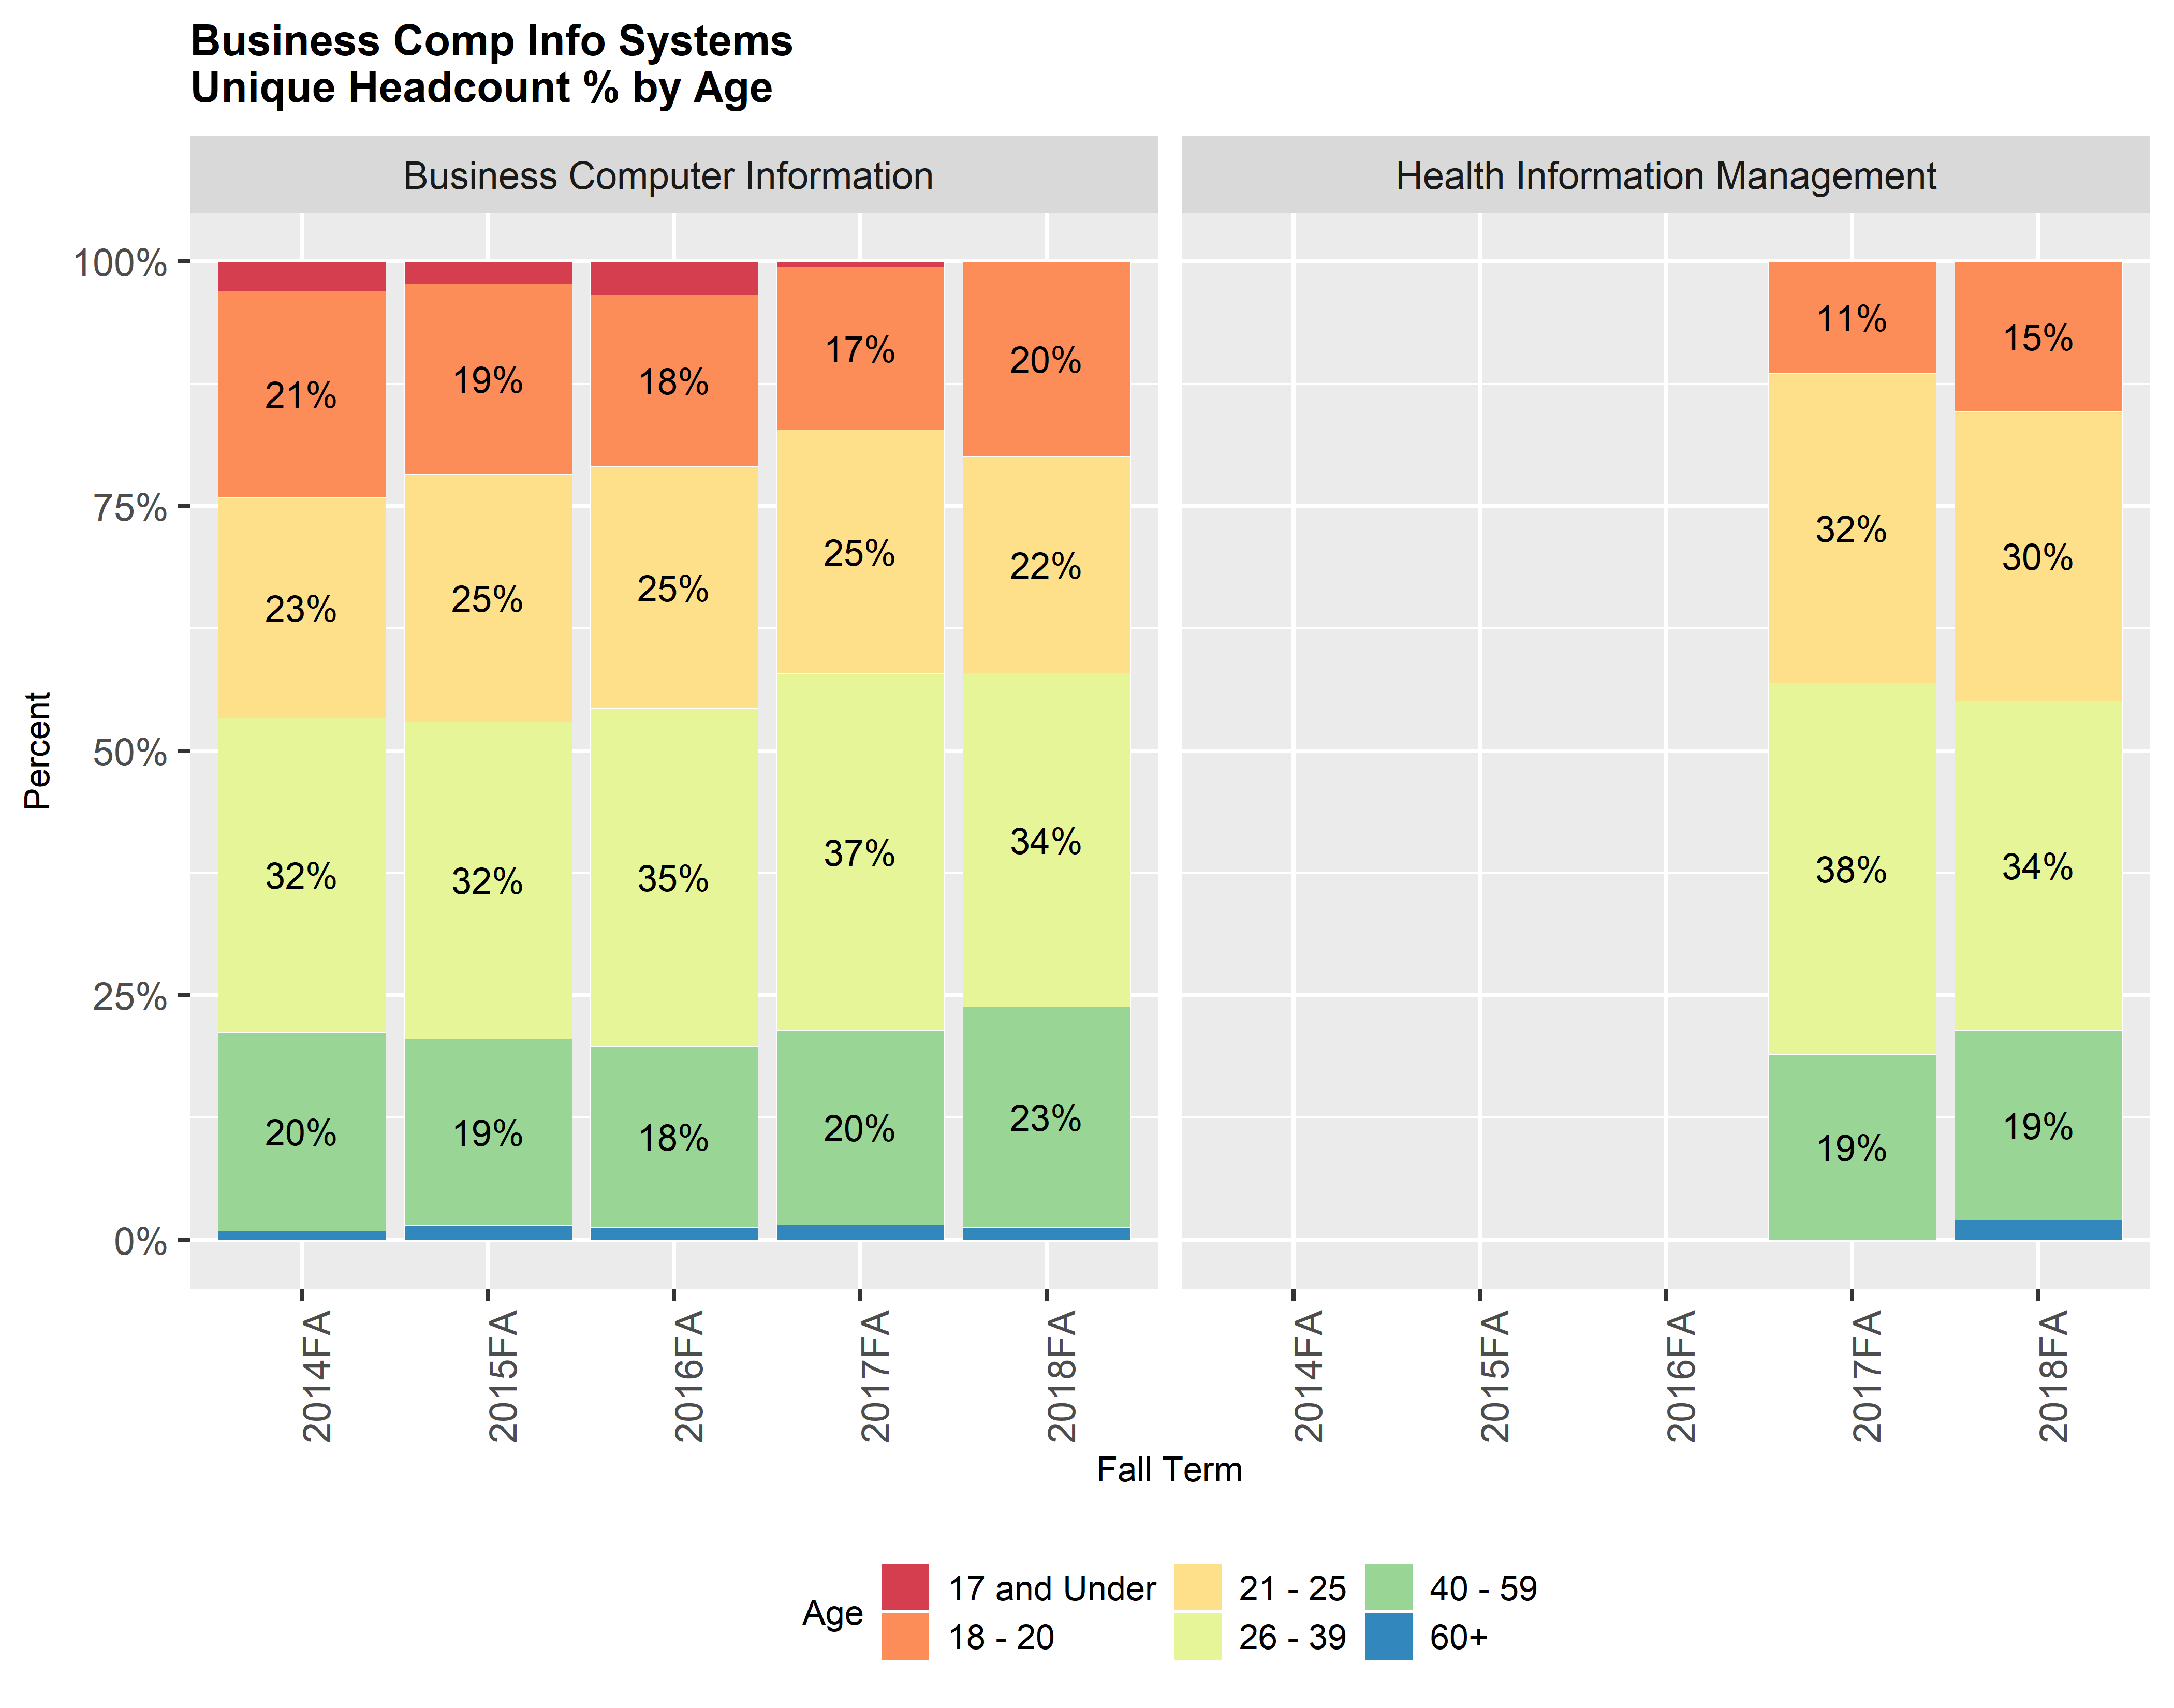 Business Comp Info Systems
Unique Headcount % by Age
Business Computer Information
Health Information Management
Percent
100%
75%
50%
25%
0%
21%
23%
32%
20%
19%
25%
32%
19%
18%
25%
35%
18%
17%
25%
37%
20%
20%
22%
34%
23%
11%
32%
38%
19%
15%
30%
34%
19%
2014FA
2015FA
2016FA
2017FA
2018FA
2014FA
2015FA
2016FA
2017FA
2018FA
Fall Term
Age
17 and Under
18 - 20
21 - 25
26 - 39
40 - 59
60+